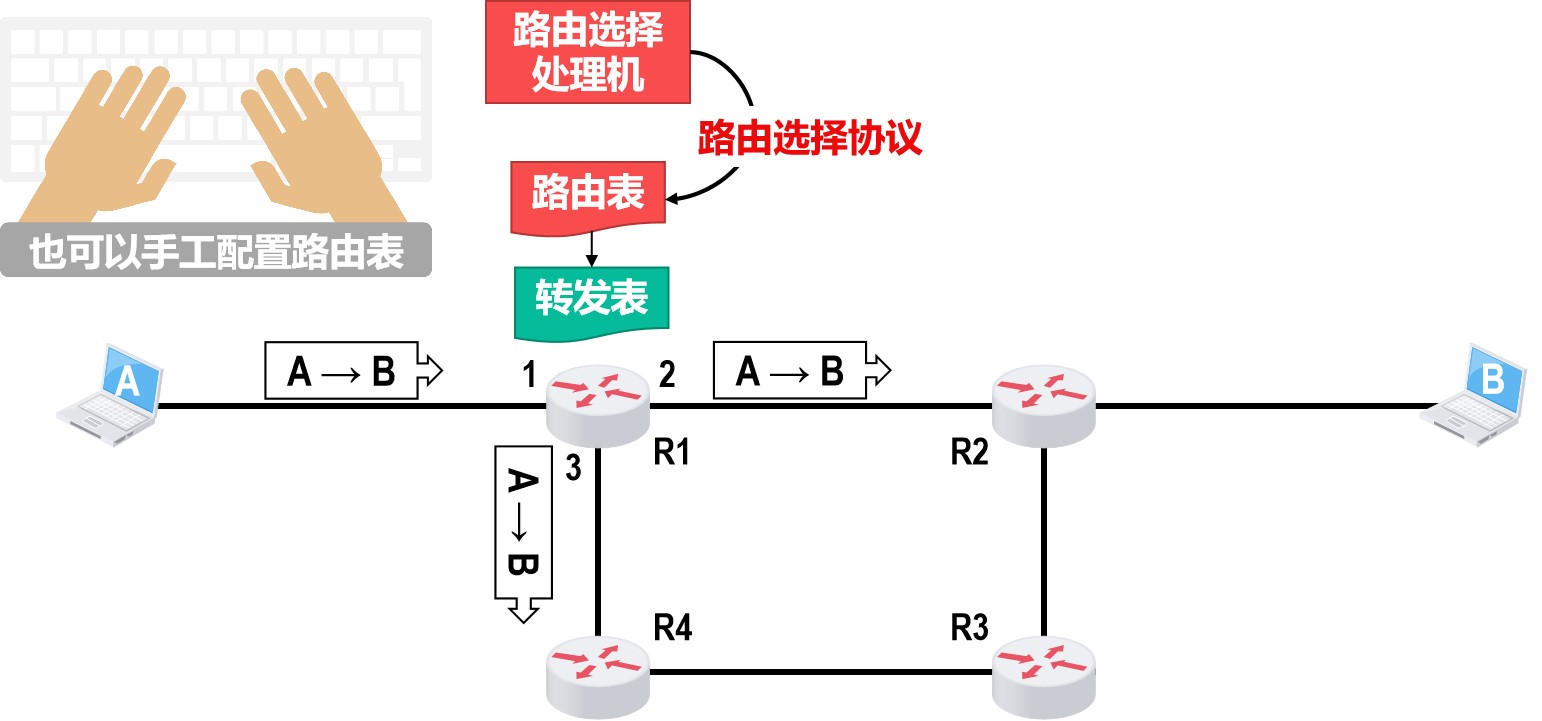 路由选择
处理机
路由选择协议
路由表
也可以手工配置路由表
转发表
A → B
1
2
A → B
A
B
3
R1
R2
A → B
R4
R3